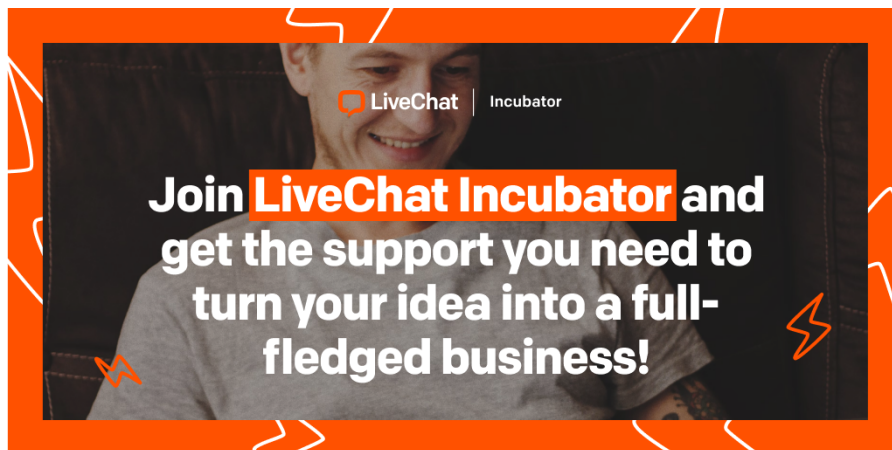 LiveChat | Incubator
Join LiveChat Incubator and
get the support you need to
turn your idea into a full-
fledged business!